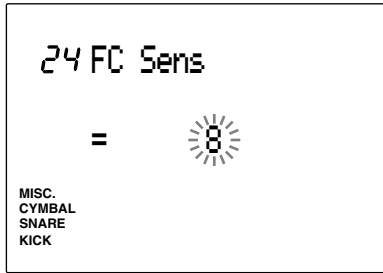 24 FC Sens
= 8
MISC.
CYMBAL
SNARE
KICK